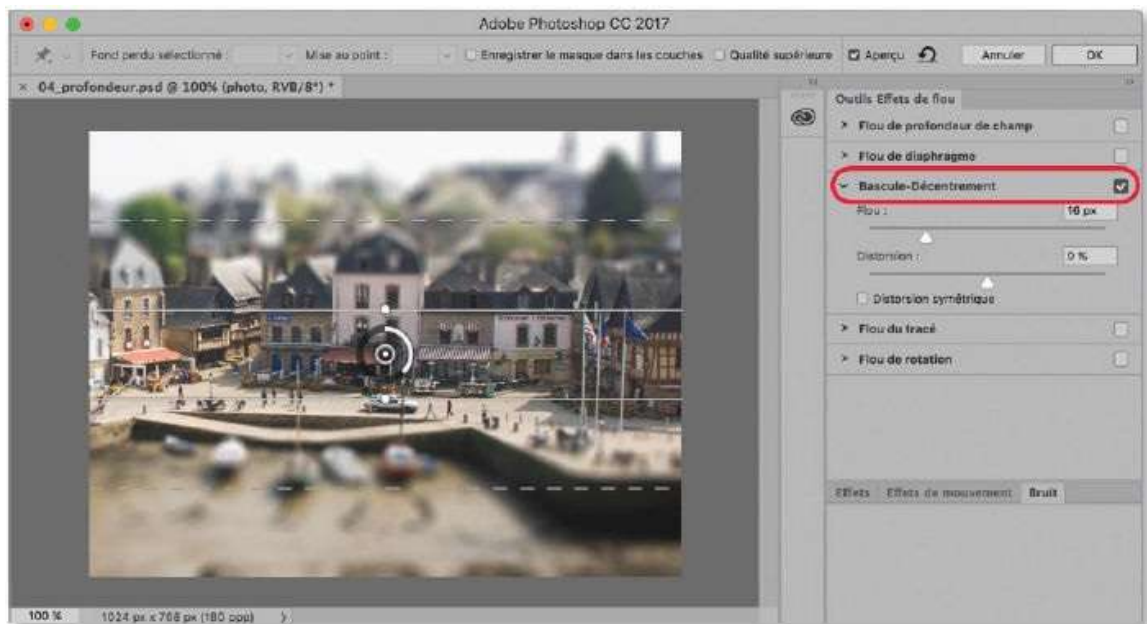 Adobe Photoshop CC 2017
Fond perdu sélectionné : Mise au point : Enregistrer le masque dans les couches Qualité supérieure Aperçu Annuler OK
× 04_profondeur.psd @ 100% (photo, RVB/8*) *
Outils Effets de flou
Flou de profondeur de champ
Flou de diaphragme
Bascule-Décentrement
Flou : 16 px
Distorsion : 0 %
Distorsion symétrique
Flou du tracé
Flou de rotation
Effets Effets de mouvement Bruit
100 % 1024 px x 768 px (180 ppp)